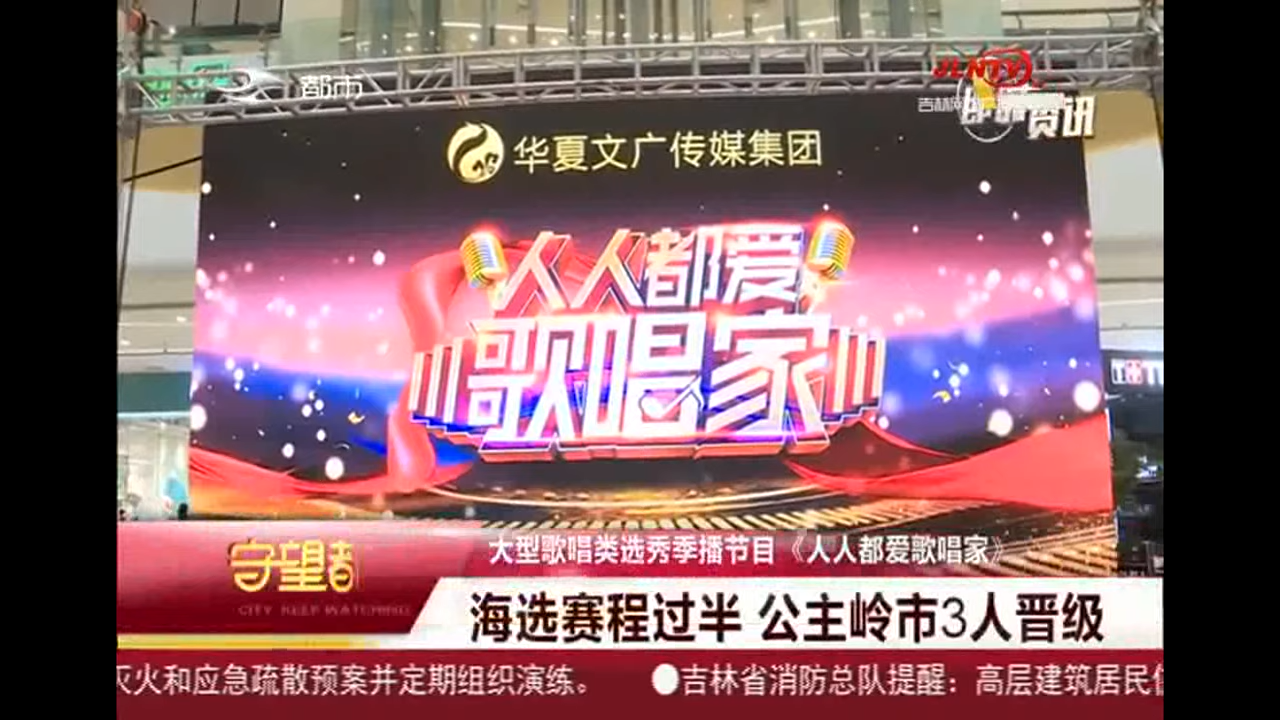 都市
JLNTV
资讯
华夏文广传媒集团
人人都爱
歌唱家
守望都
CITY KEEP WATCHING
大型歌唱类选秀季播节目《人人都爱歌唱家》
海选赛程过半 公主岭市3人晋级
灭火和应急疏散预案并定期组织演练。 ●吉林省消防总队提醒：高层建筑居民住